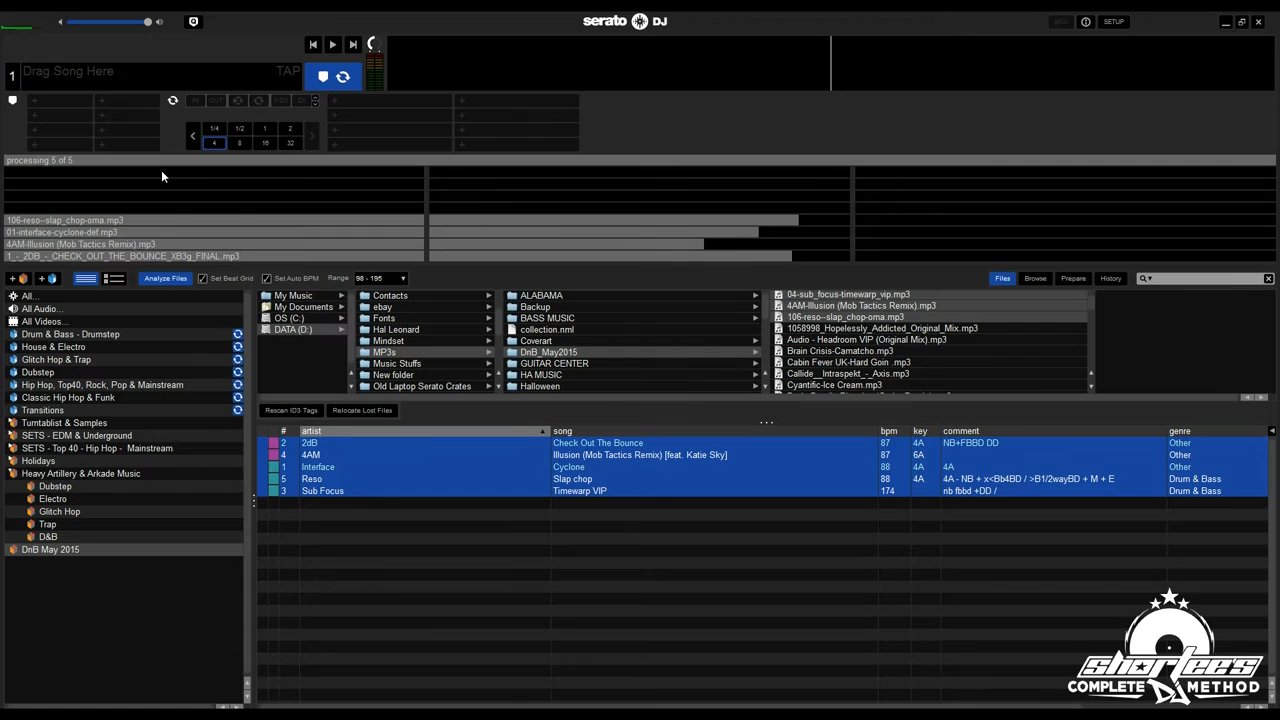 serato DJ
MIDI
SETUP
1
Drag Song Here
TAP
IN
OUT
1/2X
2X
1/4
1/2
1
2
4
8
16
32
processing 5 of 5
106-reso--slap_chop-oma.mp3
01-interface-cyclone-def.mp3
4AM-Illusion (Mob Tactics Remix).mp3
1_-_2DB_-_CHECK_OUT_THE_BOUNCE_XB3g_FINAL.mp3
Analyze Files
Set Beat Grid
Set Auto BPM
Range
98 - 195
Files
Browse
Prepare
History
All...
All Audio...
All Videos...
Drum & Bass - Drumstep
House & Electro
Glitch Hop & Trap
Dubstep
Hip Hop, Top40, Rock, Pop & Mainstream
Classic Hip Hop & Funk
Transitions
Turntablist & Samples
SETS - EDM & Underground
SETS - Top 40 - Hip Hop - Mainstream
Holidays
Heavy Artillery & Arkade Music
Dubstep
Electro
Glitch Hop
Trap
D&B
DnB May 2015
My Music
My Documents
OS (C:)
DATA (D:)
Contacts
ebay
Fonts
Hal Leonard
Mindset
MP3s
Music Stuffs
New folder
Old Laptop Serato Crates
ALABAMA
Backup
BASS MUSIC
collection.nml
Coverart
DnB_May2015
GUITAR CENTER
HA MUSIC
Halloween
04-sub_focus-timewarp_vip.mp3
4AM-Illusion (Mob Tactics Remix).mp3
106-reso--slap_chop-oma.mp3
1058998_Hopelessly_Addicted_Original_Mix.mp3
Audio - Headroom VIP (Original Mix).mp3
Brain Crisis-Camatcho.mp3
Cabin Fever UK-Hard Goin .mp3
Callide__Intraspekt_-_Axis.mp3
Cyantific-Ice Cream.mp3
Rescan ID3 Tags
Relocate Lost Files
# artist song bpm key comment genre
2 2dB Check Out The Bounce 87 4A NB+FBBD DD Other
4 4AM Illusion (Mob Tactics Remix) [feat. Katie Sky] 87 6A Other
1 Interface Cyclone 88 4A 4A Other
5 Reso Slap chop 88 4A 4A - NB + x<Bb4BD / >B1/2wayBD + M + E Drum & Bass
3 Sub Focus Timewarp VIP 174 nb fbbd +DD / Drum & Bass
shortee's
COMPLETE DJ METHOD